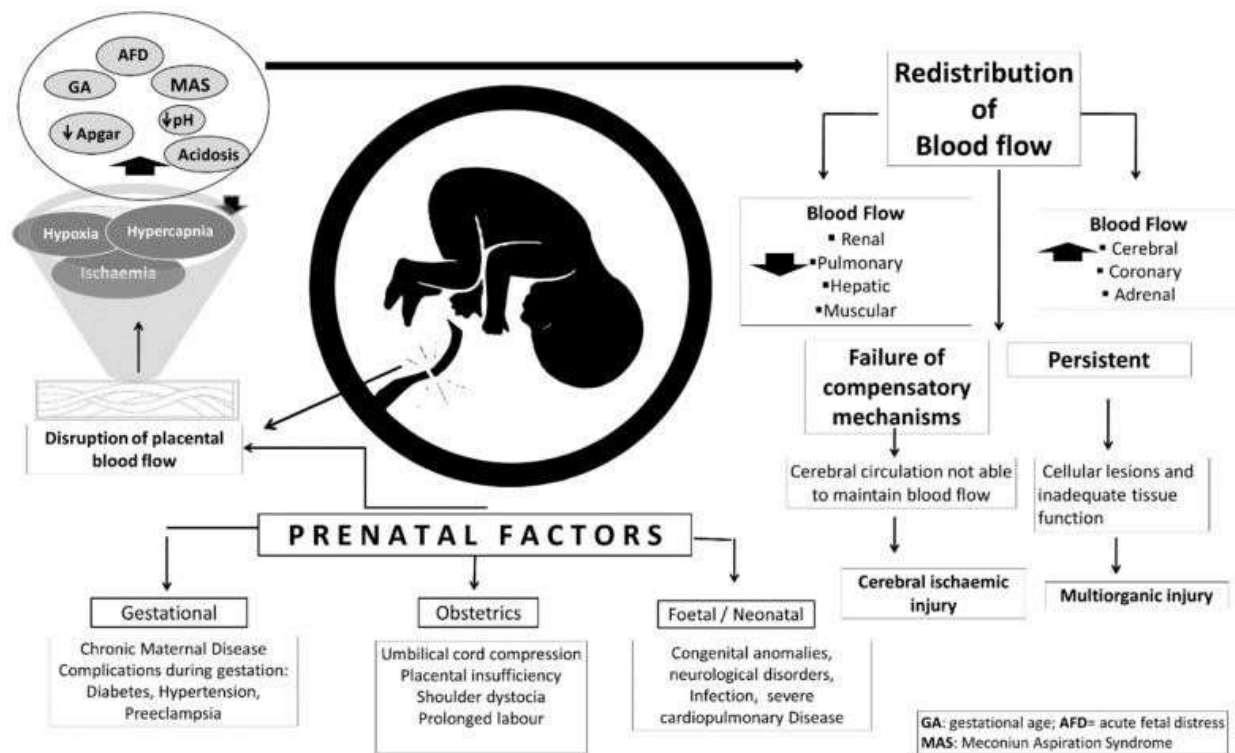 AFD
GA
MAS
↓ Apgar
↓pH
Acidosis
Hypoxia
Hypercapnia
Ischaemia
Disruption of placental
blood flow
PRENATAL FACTORS
Gestational
Chronic Maternal Disease
Complications during gestation:
Diabetes, Hypertension,
Preeclampsia
Obstetrics
Umbilical cord compression
Placental insufficiency
Shoulder dystocia
Prolonged labour
Foetal / Neonatal
Congenital anomalies,
neurological disorders,
Infection, severe
cardiopulmonary Disease
Redistribution
of
Blood flow
Blood Flow
▪ Renal
▪Pulmonary
▪ Hepatic
▪Muscular
Blood Flow
▪ Cerebral
▪ Coronary
▪ Adrenal
Failure of
compensatory
mechanisms
Cerebral circulation not able
to maintain blood flow
Cerebral ischaemic
injury
Persistent
Cellular lesions and
inadequate tissue
function
Multiorganic injury
GA: gestational age; AFD= acute fetal distress
MAS: Meconiun Aspiration Syndrome